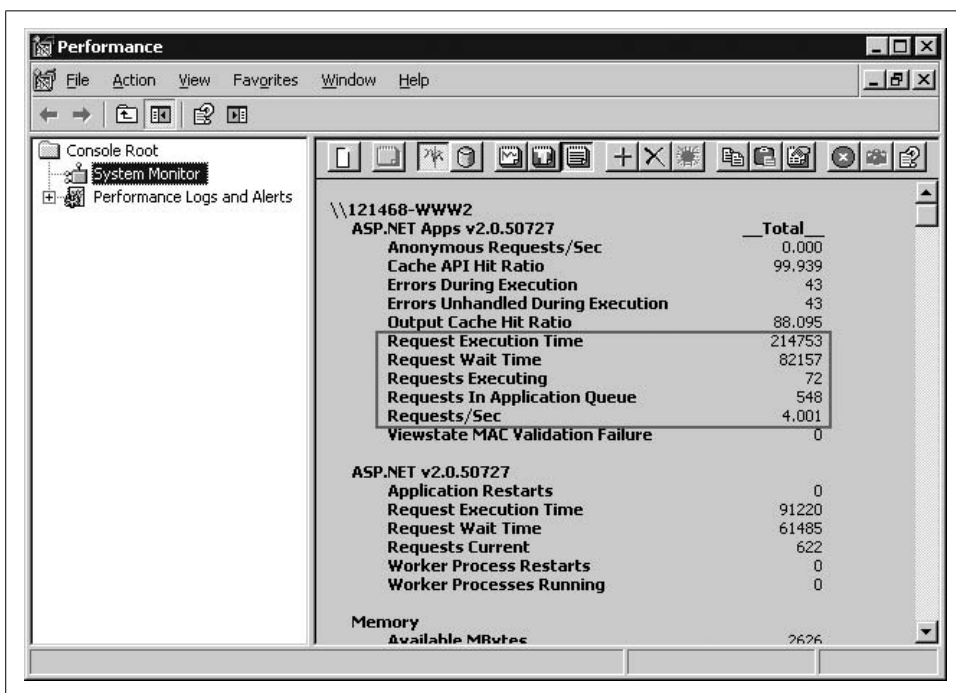 Performance
File Action View Favorites Window Help
Console Root
System Monitor
Performance Logs and Alerts
\\121468-WWW2
ASP.NET Apps v2.0.50727 __Total__
Anonymous Requests/Sec 0.000
Cache API Hit Ratio 99.939
Errors During Execution 43
Errors Unhandled During Execution 43
Output Cache Hit Ratio 88.095
Request Execution Time 214753
Request Wait Time 82157
Requests Executing 72
Requests In Application Queue 548
Requests/Sec 4.001
Viewstate MAC Validation Failure 0
ASP.NET v2.0.50727
Application Restarts 0
Request Execution Time 91220
Request Wait Time 61485
Requests Current 622
Worker Process Restarts 0
Worker Processes Running 0
Memory
Available MBytes 2626